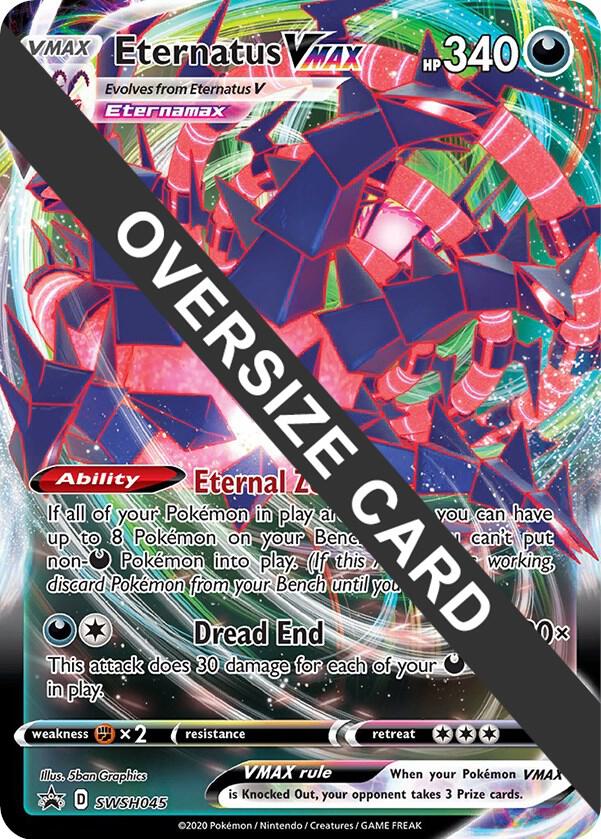 VMAX
Eternatus VMAX
HP 340
Evolves from Eternatus V
Eternamax
OVERSIZE CARD
Ability
Eternal
If all of your Pokémon in play you can have
up to 8 Pokémon on your can't put
non- Pokémon into play. (If this working,
discard Pokémon from your Bench until
Dread End
0×
This attack does 30 damage for each of your
in play.
weakness ×2 resistance retreat
Illus. 5ban Graphics
D SWSH045
VMAX rule When your Pokémon VMAX
is Knocked Out, your opponent takes 3 Prize cards.
©2020 Pokémon / Nintendo / Creatures / GAME FREAK